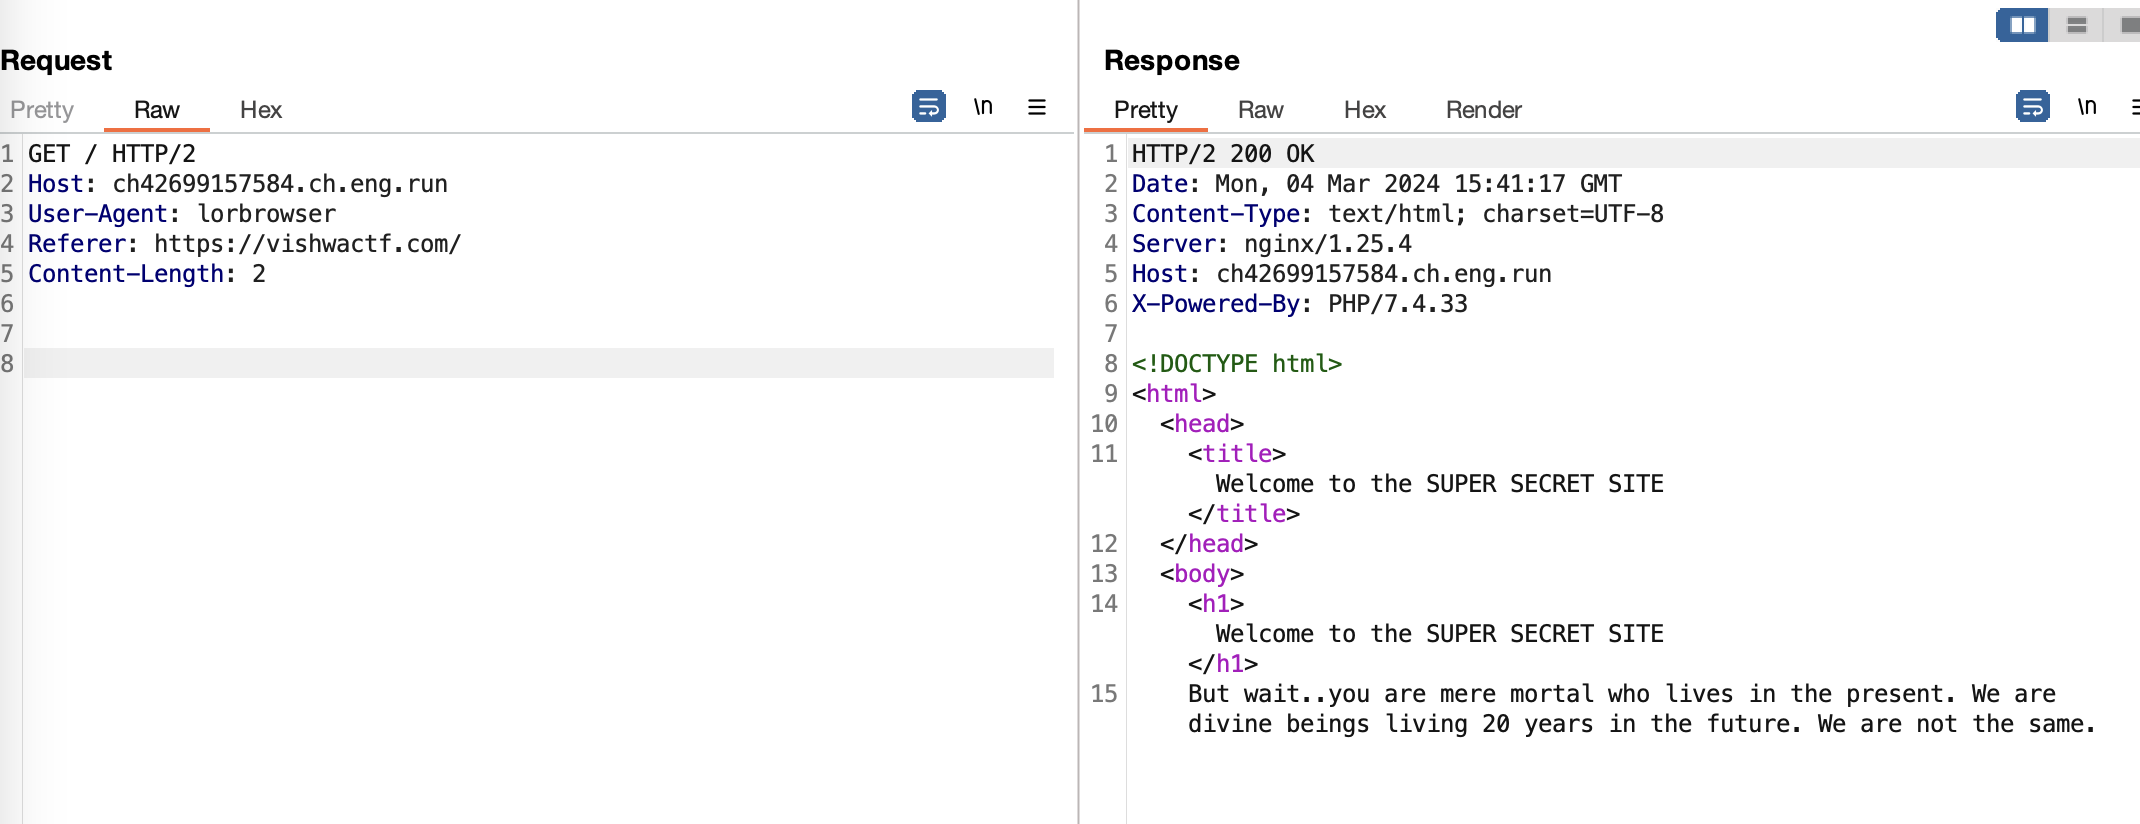 Request
Pretty Raw Hex \n
1 GET / HTTP/2
2 Host: ch42699157584.ch.eng.run
3 User-Agent: lorbrowser
4 Referer: https://vishwactf.com/
5 Content-Length: 2
6
7
8
Response
Pretty Raw Hex Render \n
1 HTTP/2 200 OK
2 Date: Mon, 04 Mar 2024 15:41:17 GMT
3 Content-Type: text/html; charset=UTF-8
4 Server: nginx/1.25.4
5 Host: ch42699157584.ch.eng.run
6 X-Powered-By: PHP/7.4.33
7
8 <!DOCTYPE html>
9 <html>
10 <head>
11 <title>
Welcome to the SUPER SECRET SITE
</title>
12 </head>
13 <body>
14 <h1>
Welcome to the SUPER SECRET SITE
</h1>
15 But wait..you are mere mortal who lives in the present. We are
divine beings living 20 years in the future. We are not the same.